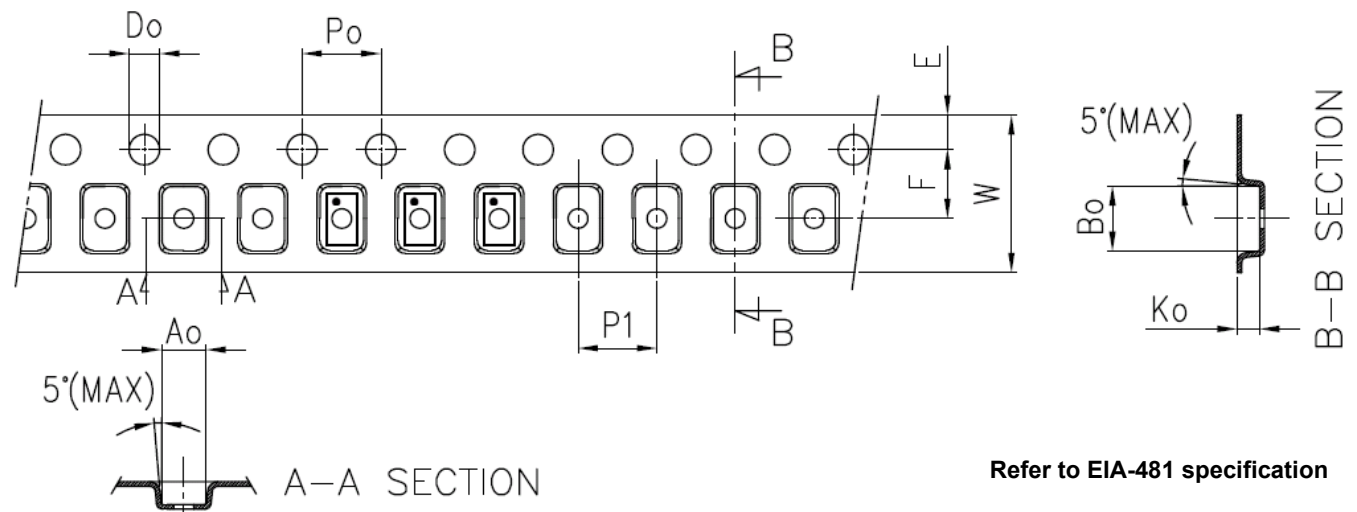 Do
Po
B
E
5°(MAX)
F
W
Bo
B-B SECTION
A
A
Ao
P1
B
Ko
5°(MAX)
A-A SECTION
Refer to EIA-481 specification